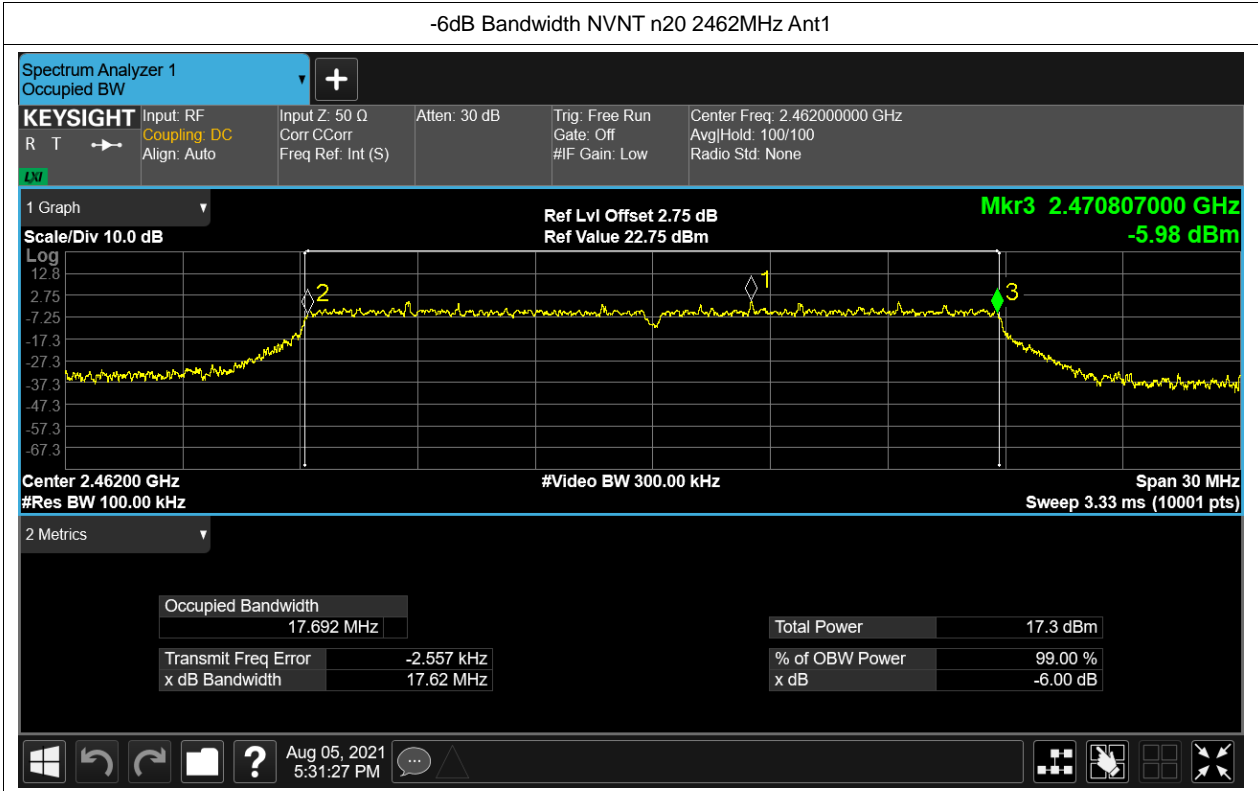 -6dB Bandwidth NVNT n20 2462MHz Ant1
Spectrum Analyzer 1
Occupied BW
KEYSIGHT
R T
LXI
Input: RF
Coupling: DC
Align: Auto
Input Z: 50 Ω
Corr CCorr
Freq Ref: Int (S)
Atten: 30 dB
Trig: Free Run
Gate: Off
#IF Gain: Low
Center Freq: 2.462000000 GHz
Avg|Hold: 100/100
Radio Std: None
1 Graph
Scale/Div 10.0 dB
Ref Lvl Offset 2.75 dB
Ref Value 22.75 dBm
Mkr3 2.470807000 GHz
-5.98 dBm
Log
12.8
2.75
-7.25
-17.3
-27.3
-37.3
-47.3
-57.3
-67.3
2
1
3
Center 2.46200 GHz
#Res BW 100.00 kHz
#Video BW 300.00 kHz
Span 30 MHz
Sweep 3.33 ms (10001 pts)
2 Metrics
Occupied Bandwidth
17.692 MHz
Transmit Freq Error -2.557 kHz
x dB Bandwidth 17.62 MHz
Total Power 17.3 dBm
% of OBW Power 99.00 %
x dB -6.00 dB
? Aug 05, 2021
5:31:27 PM